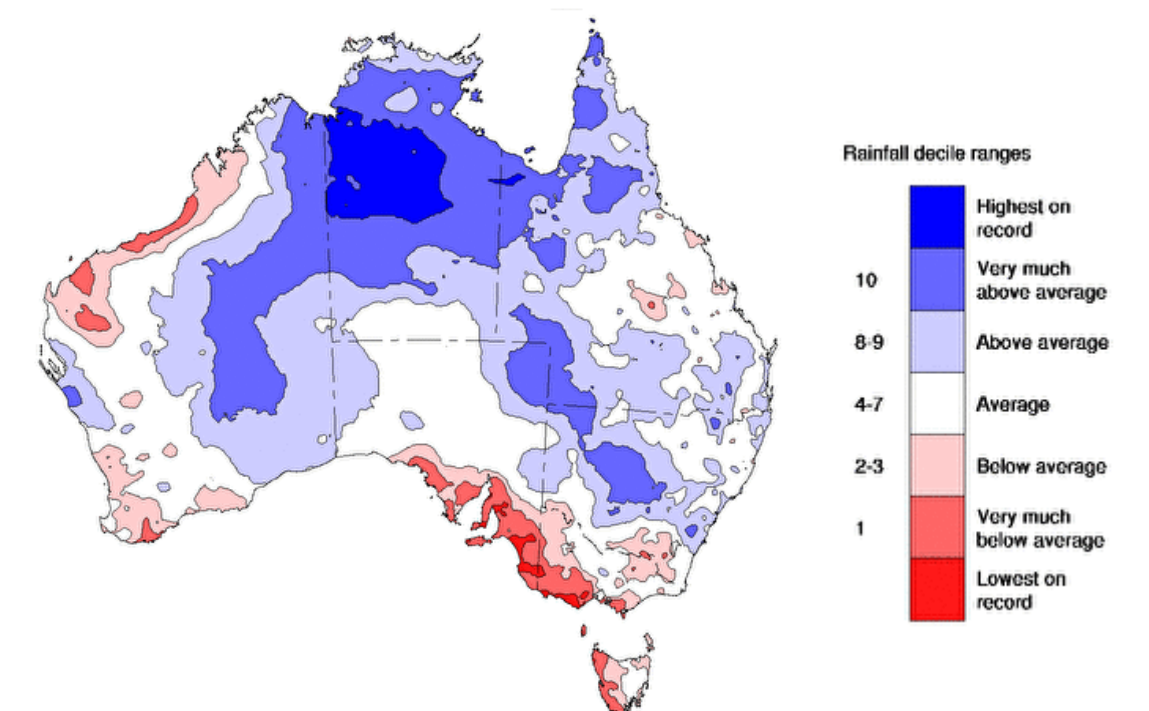 Rainfall decile ranges
Highest on
record
10
Very much
above average
8-9
Above average
4-7
Average
2-3
Below average
1
Very much
below average
Lowest on
record